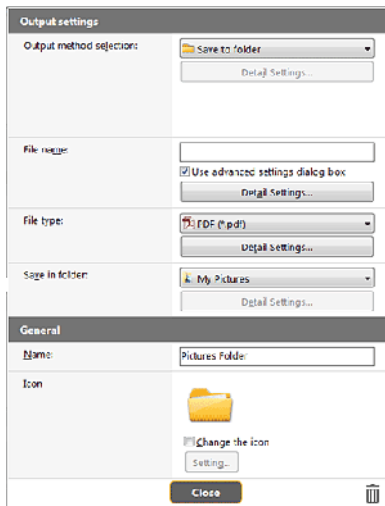 Output settings
Output method selection:
Save to folder
Detail Settings...
File name:
Use advanced settings dialog box
Detail Settings...
File type:
PDF (*.pdf)
Detail Settings...
Save in folder:
My Pictures
Detail Settings...
General
Name:
Pictures Folder
Icon
Change the icon
Setting...
Close